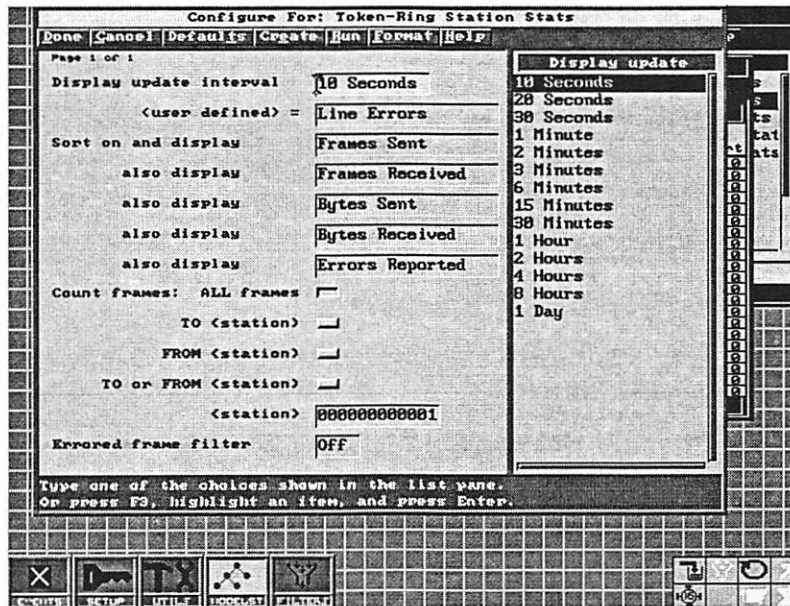 Configure For: Token-Ring Station Stats
Done Cancel Defaults Create Run Format Help
Page 1 of 1
Display update interval 10 Seconds
<user defined> = Line Errors
Sort on and display Frames Sent
also display Frames Received
also display Bytes Sent
also display Bytes Received
also display Errors Reported
Count frames: ALL frames
TO <station>
FROM <station>
TO or FROM <station>
<station> 000000000001
Errored frame filter Off
Display update
10 Seconds
20 Seconds
30 Seconds
1 Minute
2 Minutes
3 Minutes
6 Minutes
15 Minutes
30 Minutes
1 Hour
2 Hours
4 Hours
8 Hours
1 Day
Type one of the choices shown in the list pane.
Or press F3, highlight an item, and press Enter.
SETUP UTILS NODELIST FILTERS